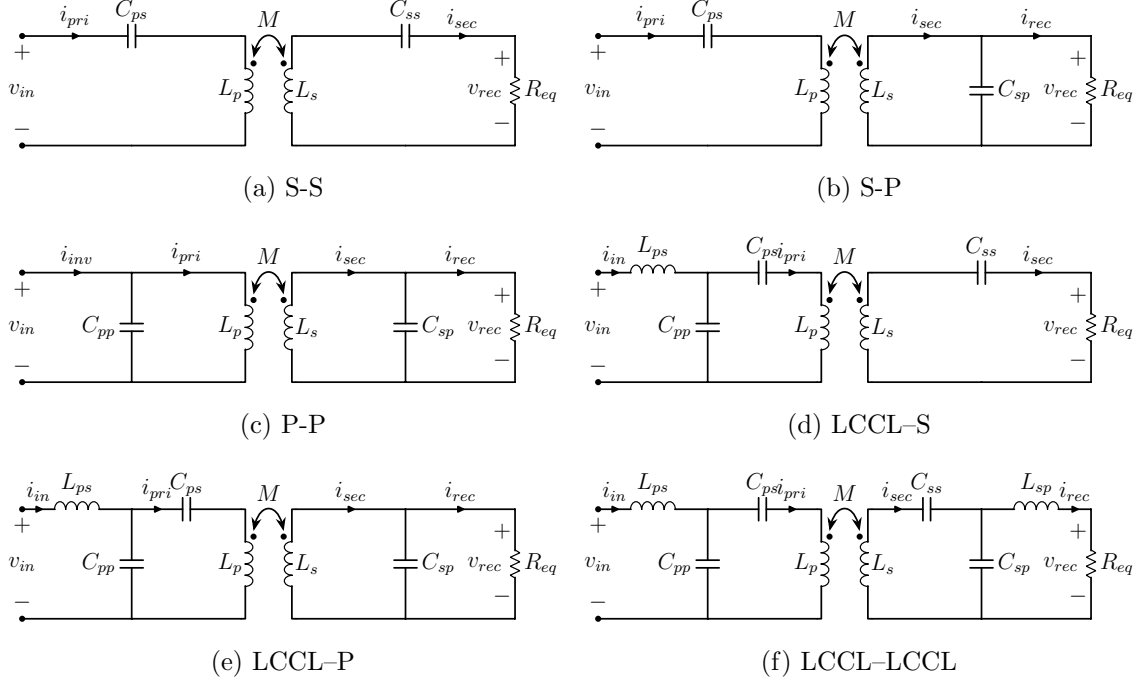 i_pri C_ps M C_ss i_sec
+ +
v_in L_p L_s v_rec R_eq
− −
(a) S-S
i_pri C_ps M i_sec i_rec
+ +
v_in L_p L_s C_sp v_rec R_eq
− −
(b) S-P
i_inv i_pri M i_sec i_rec
+ +
v_in C_pp L_p L_s C_sp v_rec R_eq
− −
(c) P-P
i_in L_ps C_ps i_pri M C_ss i_sec
+ +
v_in C_pp L_p L_s v_rec R_eq
− −
(d) LCCL–S
i_in L_ps i_pri C_ps M i_sec i_rec
+ +
v_in C_pp L_p L_s C_sp v_rec R_eq
− −
(e) LCCL–P
i_in L_ps C_ps i_pri M i_sec C_ss L_sp i_rec
+ +
v_in C_pp L_p L_s C_sp v_rec R_eq
− −
(f) LCCL–LCCL